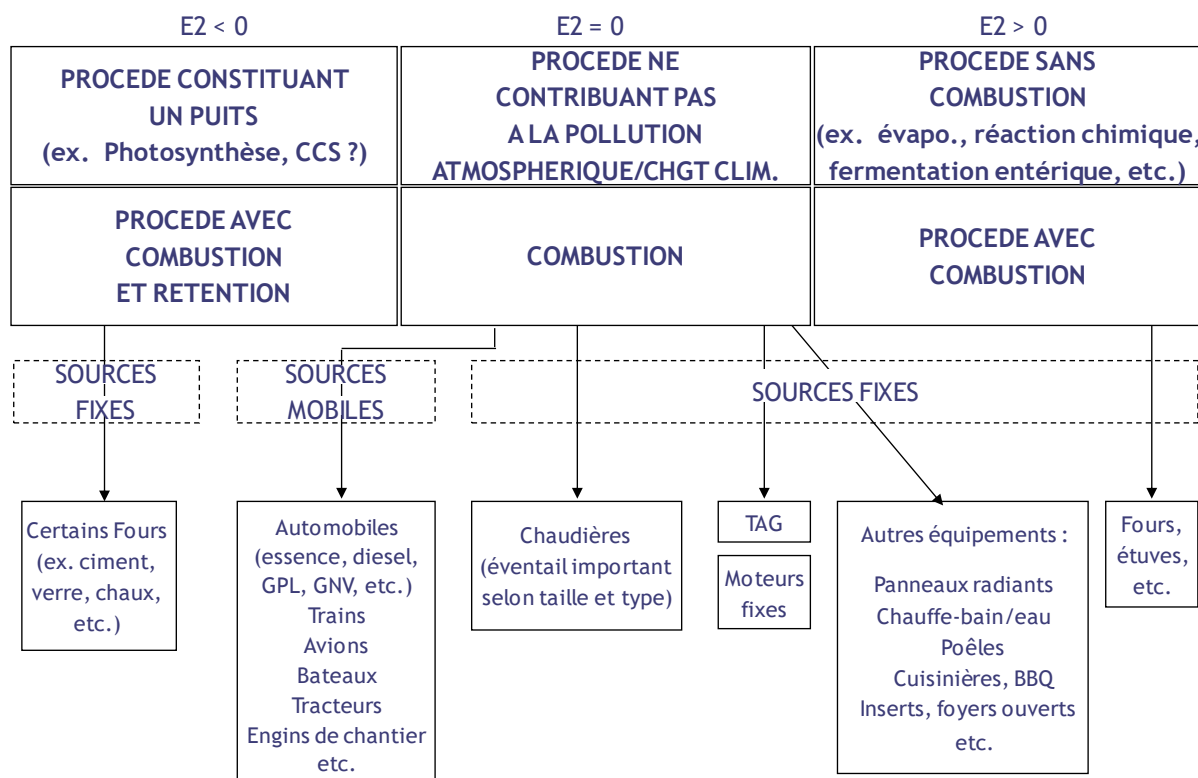 E2 < 0
E2 = 0
E2 > 0
PROCEDE CONSTITUANT
UN PUITS
(ex. Photosynthèse, CCS ?)
PROCEDE NE
CONTRIBUANT PAS
A LA POLLUTION
ATMOSPHERIQUE/CHGT CLIM.
PROCEDE SANS
COMBUSTION
(ex. évapo., réaction chimique,
fermentation entérique, etc.)
PROCEDE AVEC
COMBUSTION
ET RETENTION
COMBUSTION
PROCEDE AVEC
COMBUSTION
SOURCES
FIXES
SOURCES
MOBILES
SOURCES FIXES
Certains Fours
(ex. ciment,
verre, chaux,
etc.)
Automobiles
(essence, diesel,
GPL, GNV, etc.)
Trains
Avions
Bateaux
Tracteurs
Engins de chantier
etc.
Chaudières
(éventail important
selon taille et type)
TAG
Moteurs
fixes
Autres équipements :
Panneaux radiants
Chauffe-bain/eau
Poêles
Cuisinières, BBQ
Inserts, foyers ouverts
etc.
Fours,
étuves,
etc.